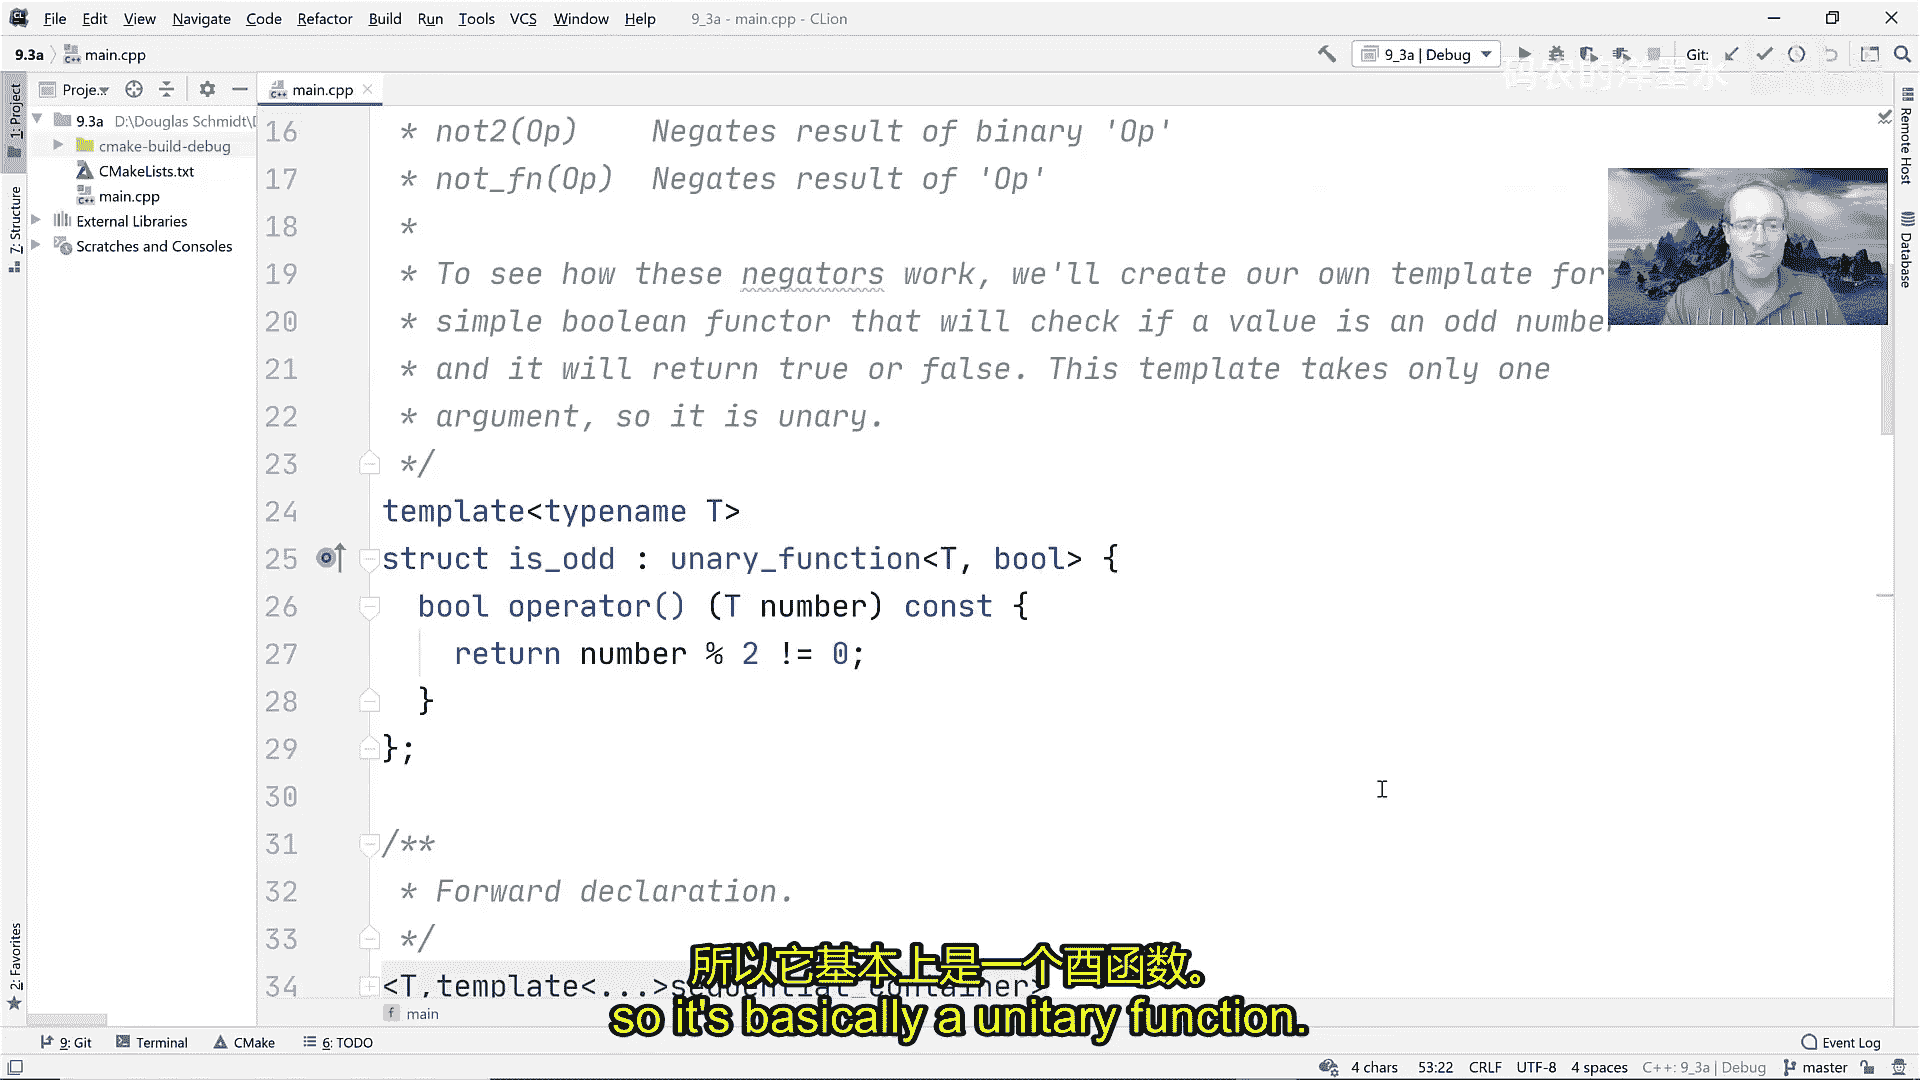 File Edit View Navigate Code Refactor Build Run Tools VCS Window Help 9_3a - main.cpp - CLion
9.3a main.cpp 9_3a | Debug Git:
码农的洋墨水
Proje... main.cpp
1: Project
7: Structure
2: Favorites
9.3a D:\Douglas Schmidt\
cmake-build-debug
CMakeLists.txt
main.cpp
External Libraries
Scratches and Consoles
16 * not2(Op) Negates result of binary 'Op'
17 * not_fn(Op) Negates result of 'Op'
18 *
19 * To see how these negators work, we'll create our own template for
20 * simple boolean functor that will check if a value is an odd number
21 * and it will return true or false. This template takes only one
22 * argument, so it is unary.
23 */
24 template<typename T>
25 struct is_odd : unary_function<T, bool> {
26 bool operator() (T number) const {
27 return number % 2 != 0;
28 }
29 };
30
31 /**
32 * Forward declaration.
33 */
34 <T,template<...>sequential_container>
f main
Remote Host
Database
所以它基本上是一个酉函数。
so it's basically a unitary function.
9: Git Terminal CMake 6: TODO Event Log
4 chars 53:22 CRLF UTF-8 4 spaces C++: 9_3a | Debug master